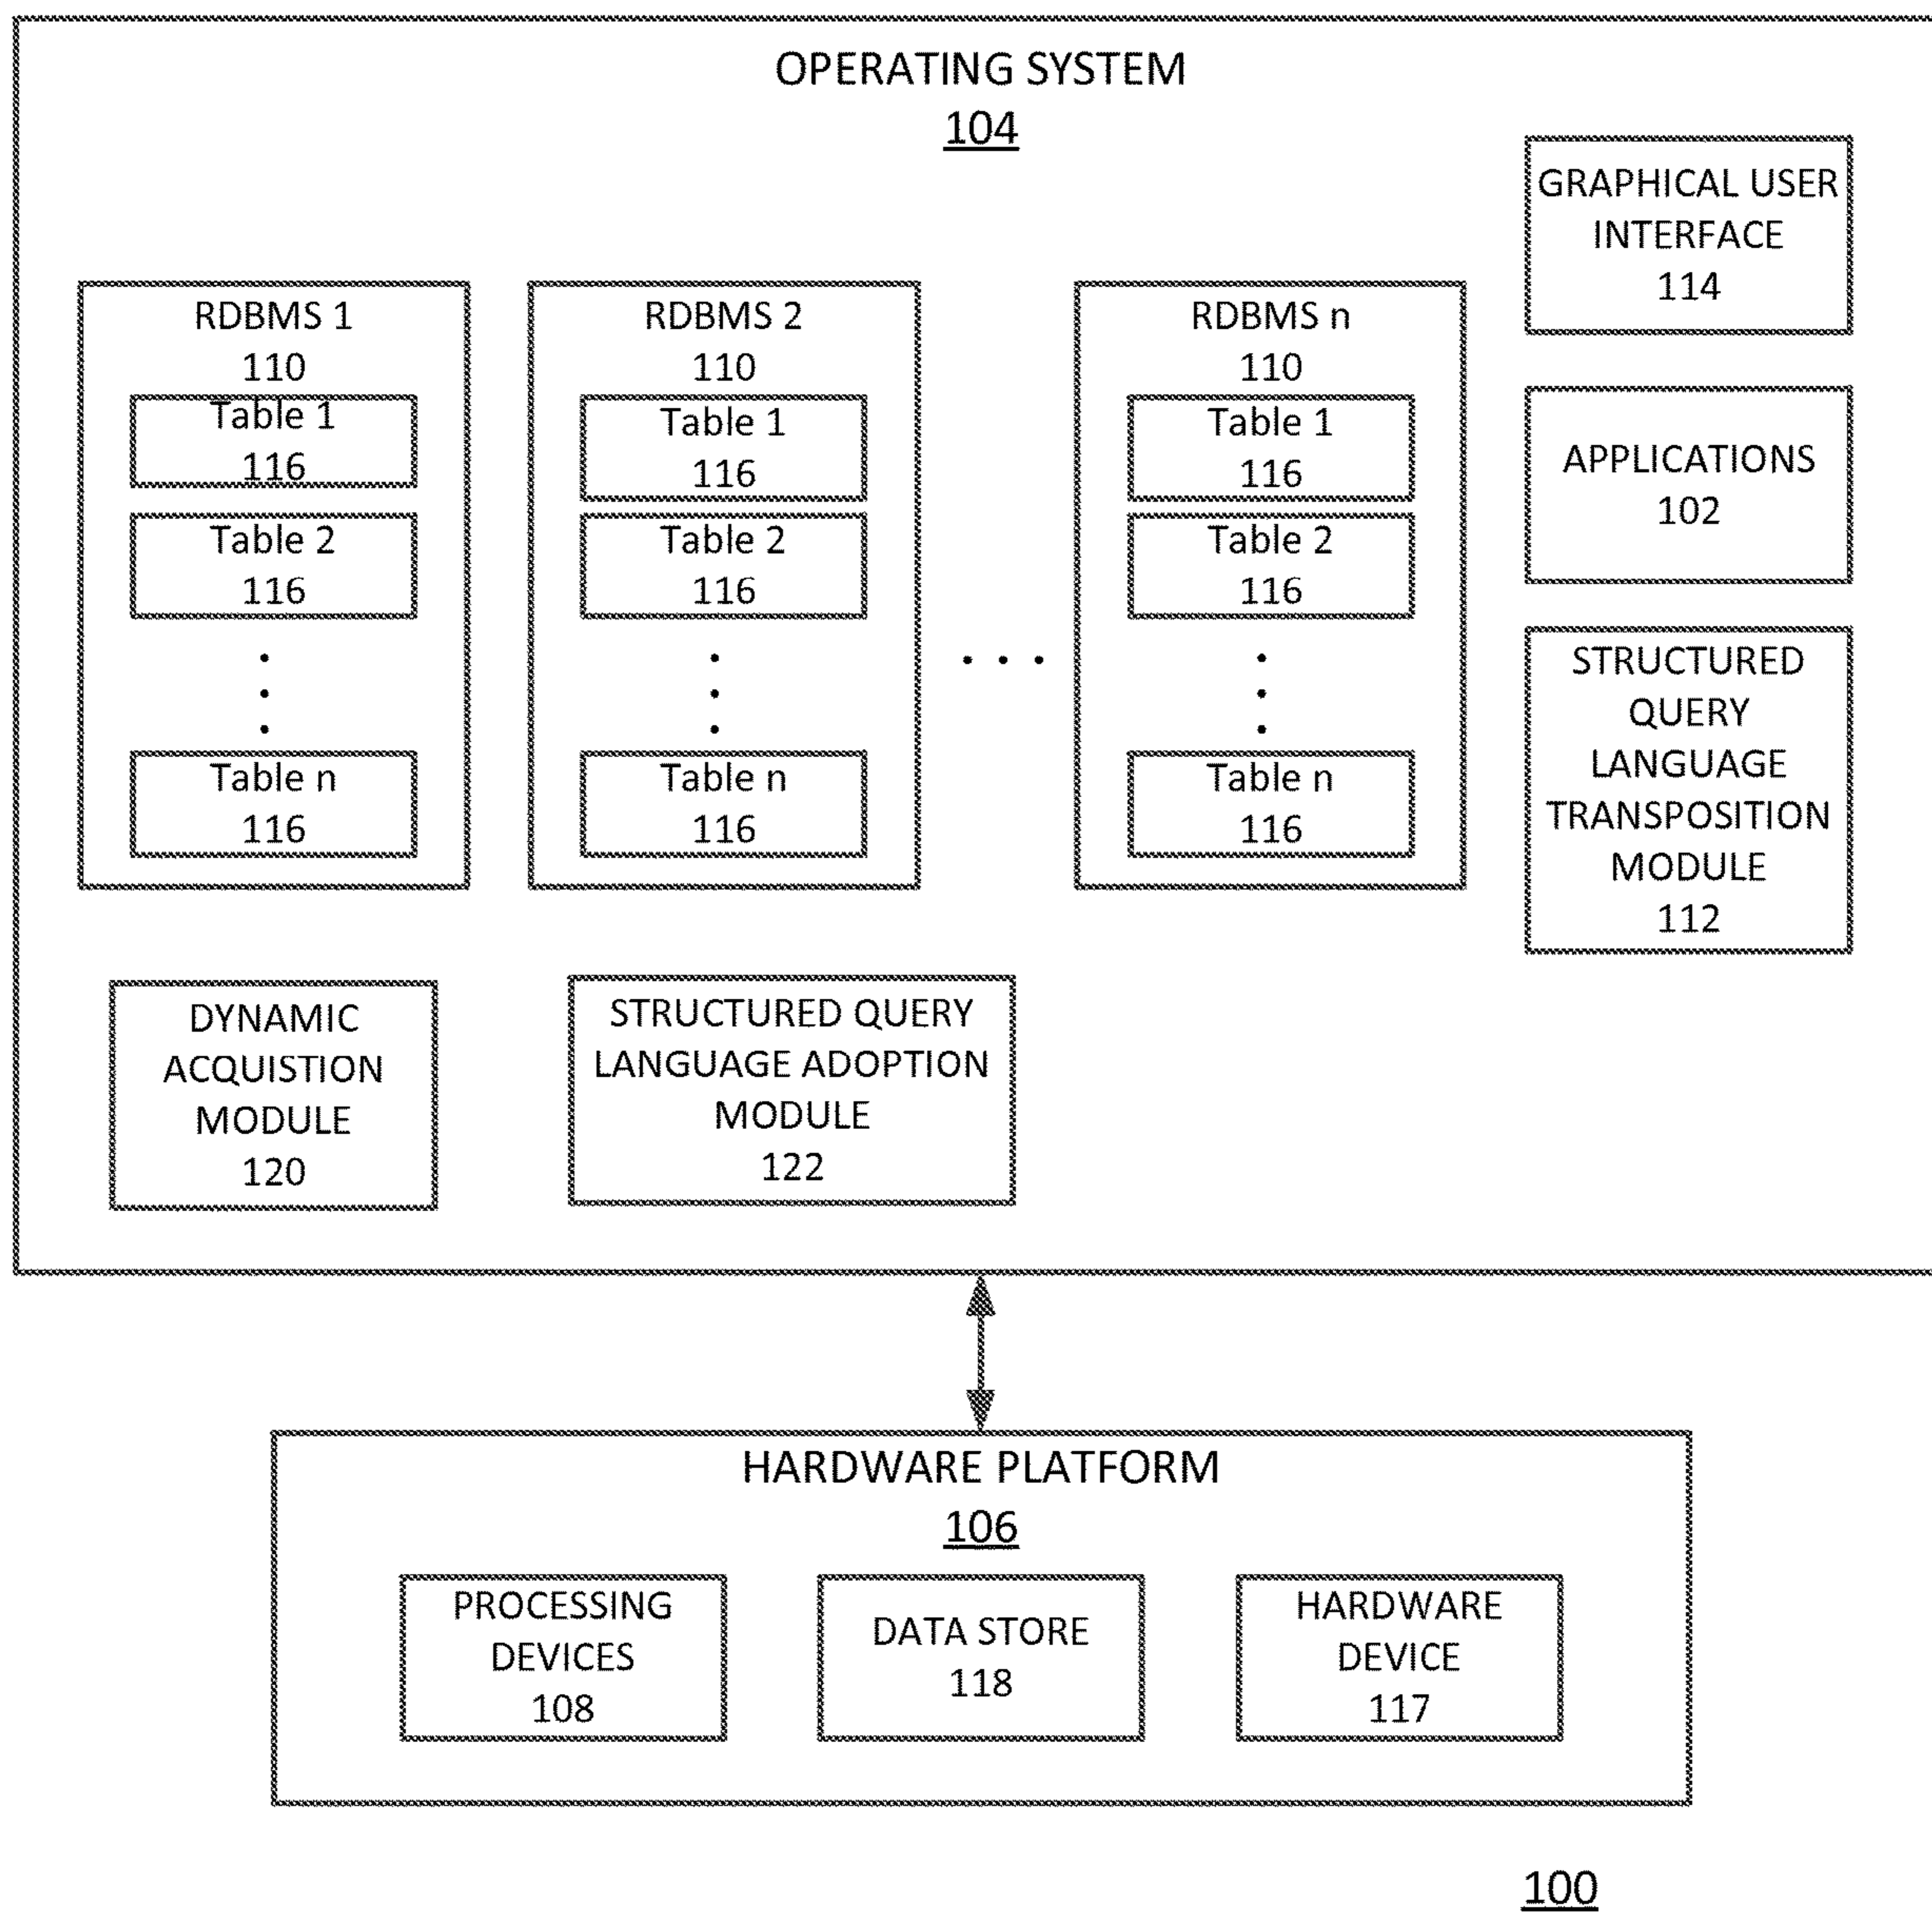 OPERATING SYSTEM
104
GRAPHICAL USER
INTERFACE
114
RDBMS 1
110
Table 1
116
Table 2
116
Table n
116
RDBMS 2
110
Table 1
116
Table 2
116
Table n
116
RDBMS n
110
Table 1
116
Table 2
116
Table n
116
APPLICATIONS
102
STRUCTURED
QUERY
LANGUAGE
TRANSPOSITION
MODULE
112
DYNAMIC
ACQUISTION
MODULE
120
STRUCTURED QUERY
LANGUAGE ADOPTION
MODULE
122
HARDWARE PLATFORM
106
PROCESSING
DEVICES
108
DATA STORE
118
HARDWARE
DEVICE
117
100